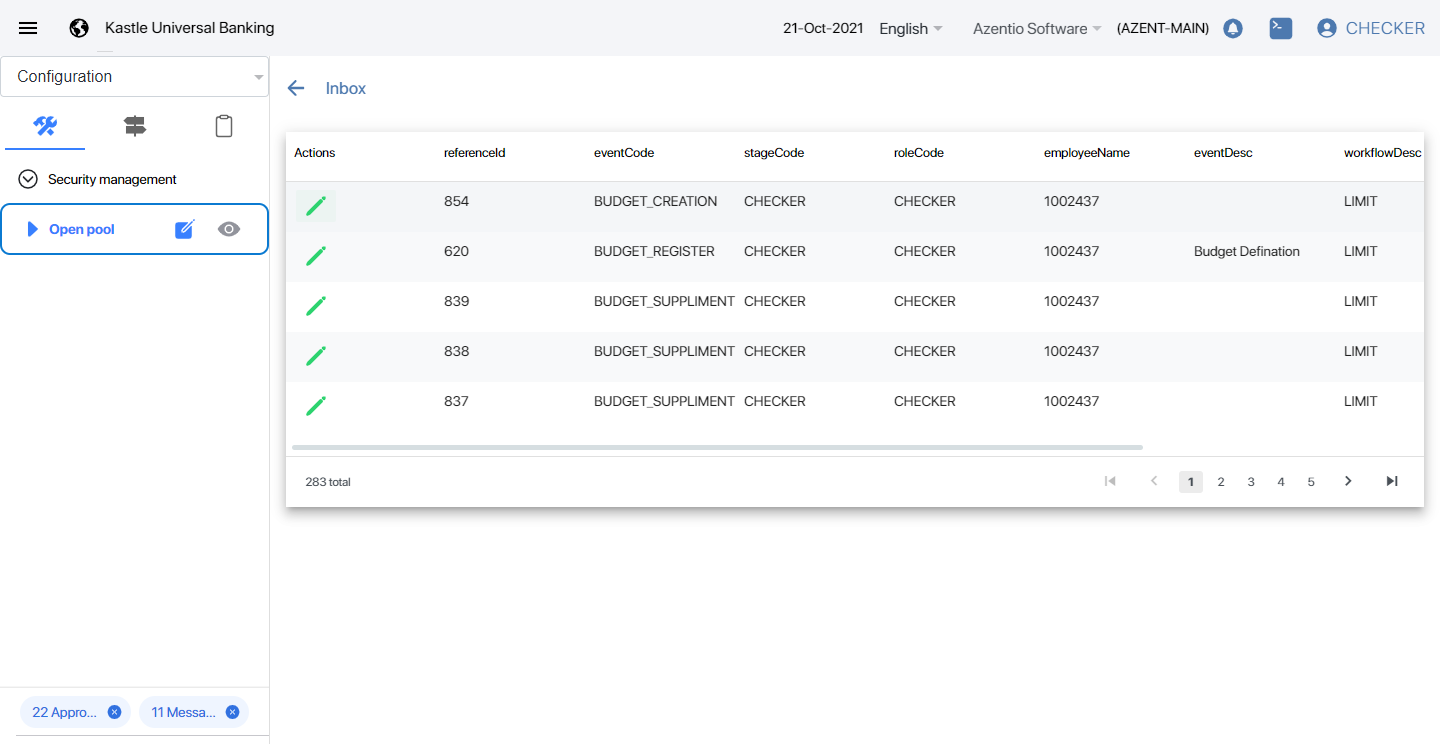 Kastle Universal Banking 21-Oct-2021 English Azentio Software (AZENT-MAIN) CHECKER
Configuration
Inbox
Security management
Open pool
Actions referenceId eventCode stageCode roleCode employeeName eventDesc workflowDesc
854 BUDGET_CREATION CHECKER CHECKER 1002437 LIMIT
620 BUDGET_REGISTER CHECKER CHECKER 1002437 Budget Defination LIMIT
839 BUDGET_SUPPLIMENT CHECKER CHECKER 1002437 LIMIT
838 BUDGET_SUPPLIMENT CHECKER CHECKER 1002437 LIMIT
837 BUDGET_SUPPLIMENT CHECKER CHECKER 1002437 LIMIT
283 total 1 2 3 4 5
22 Appro... 11 Messa...